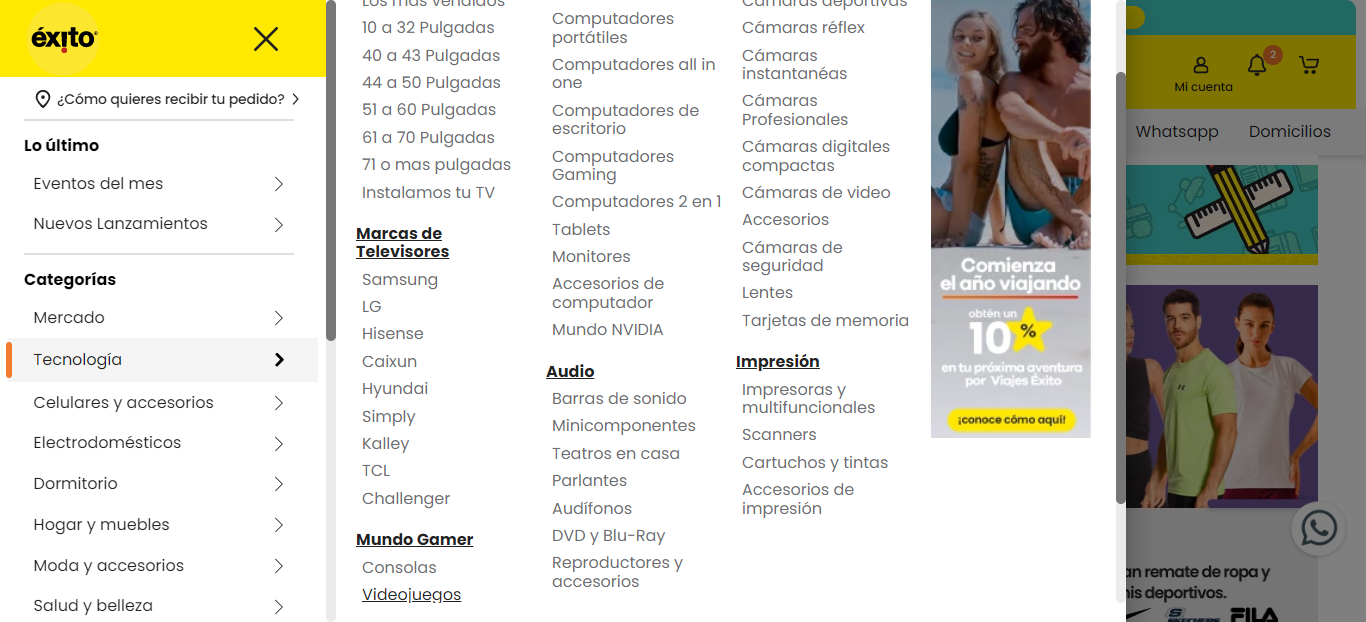 éxito
¿Cómo quieres recibir tu pedido?
Lo último
Eventos del mes
Nuevos Lanzamientos
Categorías
Mercado
Tecnología
Celulares y accesorios
Electrodomésticos
Dormitorio
Hogar y muebles
Moda y accesorios
Salud y belleza
Los más vendidos
10 a 32 Pulgadas
40 a 43 Pulgadas
44 a 50 Pulgadas
51 a 60 Pulgadas
61 a 70 Pulgadas
71 o mas pulgadas
Instalamos tu TV
Marcas de
Televisores
Samsung
LG
Hisense
Caixun
Hyundai
Simply
Kalley
TCL
Challenger
Mundo Gamer
Consolas
Videojuegos
Computadores
portátiles
Computadores all in
one
Computadores de
escritorio
Computadores
Gaming
Computadores 2 en 1
Tablets
Monitores
Accesorios de
computador
Mundo NVIDIA
Audio
Barras de sonido
Minicomponentes
Teatros en casa
Parlantes
Audífonos
DVD y Blu-Ray
Reproductores y
accesorios
Cámaras deportivas
Cámaras réflex
Cámaras
instantanéas
Cámaras
Profesionales
Cámaras digitales
compactas
Cámaras de video
Accesorios
Cámaras de
seguridad
Lentes
Tarjetas de memoria
Impresión
Impresoras y
multifuncionales
Scanners
Cartuchos y tintas
Accesorios de
impresión
Comienza
el año viajando
obtén un
10%
en tu próxima aventura
por Viajes Éxito
¡conoce cómo aquí!
2
Mi cuenta
Whatsapp
Domicilios
an remate de ropa y
nis deportivos.
SKECHERS
FILA